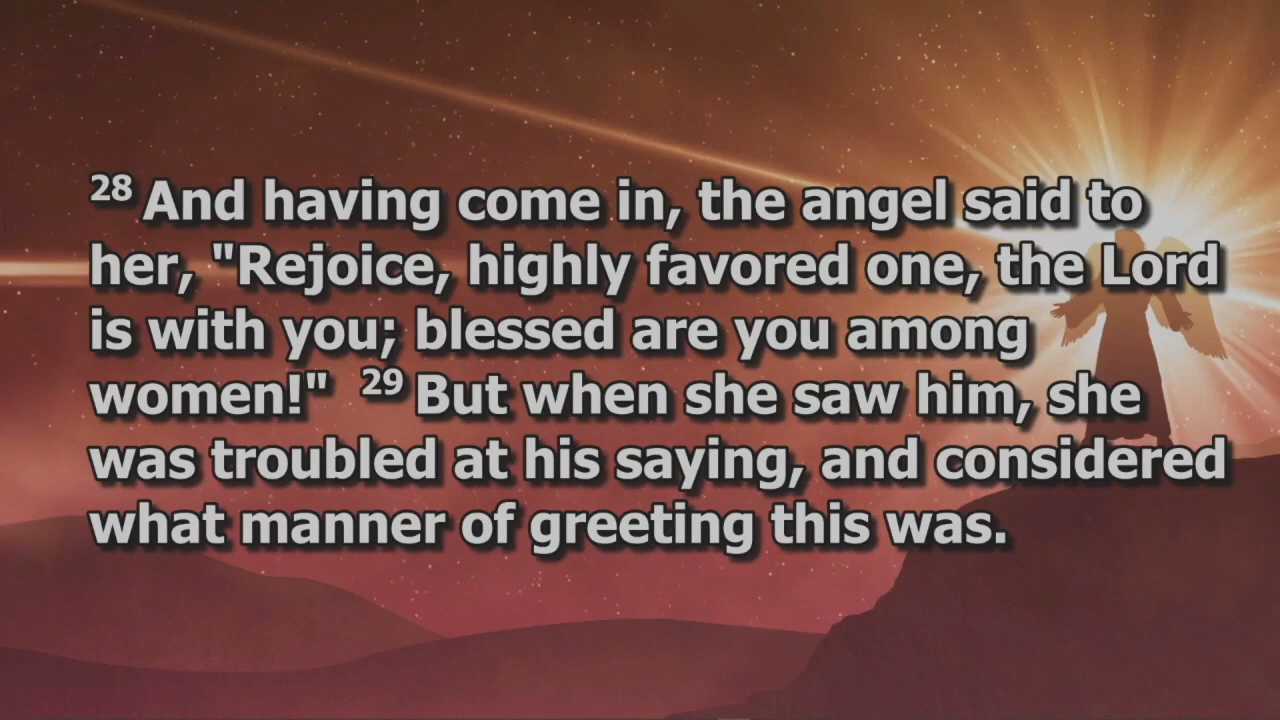 28 And having come in, the angel said to
her, "Rejoice, highly favored one, the Lord
is with you; blessed are you among
women!" 29 But when she saw him, she
was troubled at his saying, and considered
what manner of greeting this was.